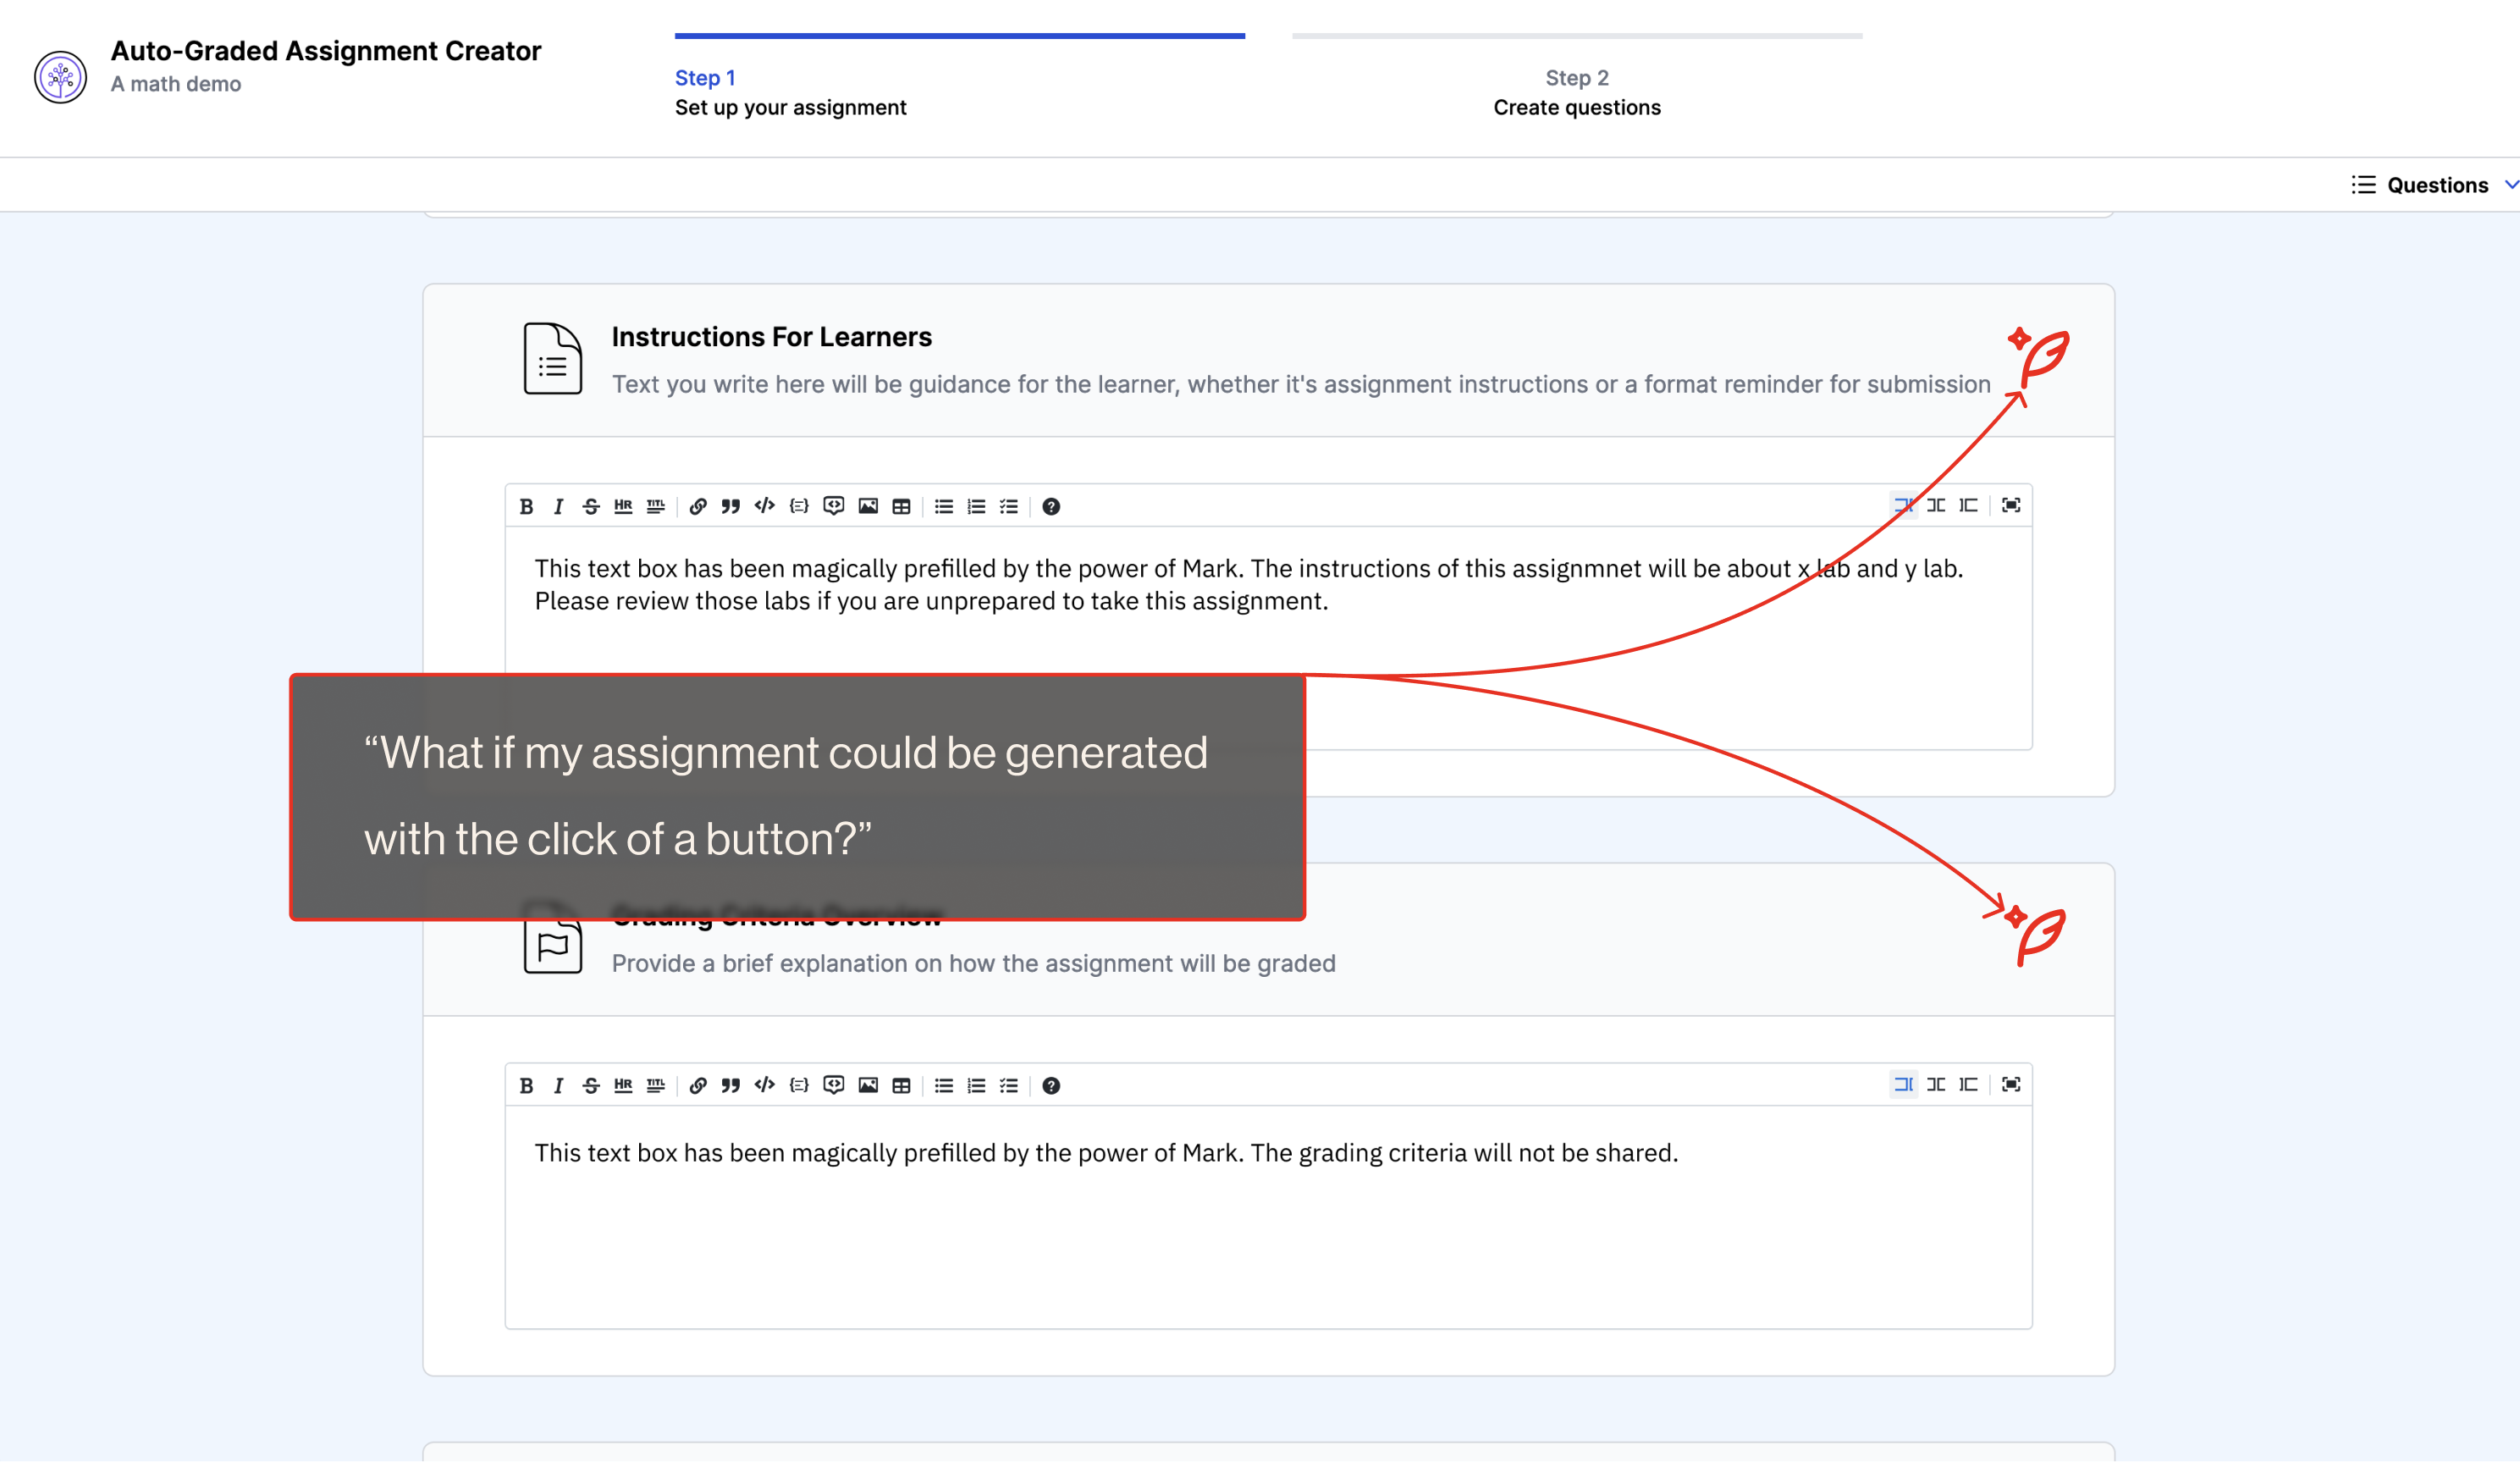 Auto-Graded Assignment Creator
A math demo
Step 1
Set up your assignment
Step 2
Create questions
Questions
Instructions For Learners
Text you write here will be guidance for the learner, whether it's assignment instructions or a format reminder for submission
B I S HR TITL
This text box has been magically prefilled by the power of Mark. The instructions of this assignmnet will be about x lab and y lab.
Please review those labs if you are unprepared to take this assignment.
“What if my assignment could be generated
with the click of a button?”
Grading Criteria Overview
Provide a brief explanation on how the assignment will be graded
B I S HR TITL
This text box has been magically prefilled by the power of Mark. The grading criteria will not be shared.